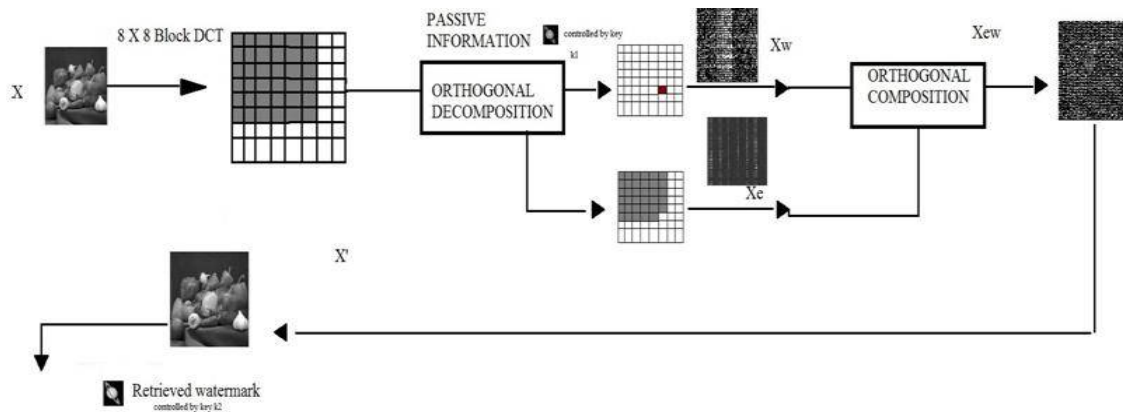 8 X 8 Block DCT
X
PASSIVE
INFORMATION
controlled by key
k1
ORTHOGONAL
DECOMPOSITION
Xw
Xe
ORTHOGONAL
COMPOSITION
Xew
X'
Retrieved watermark
controlled by key k2